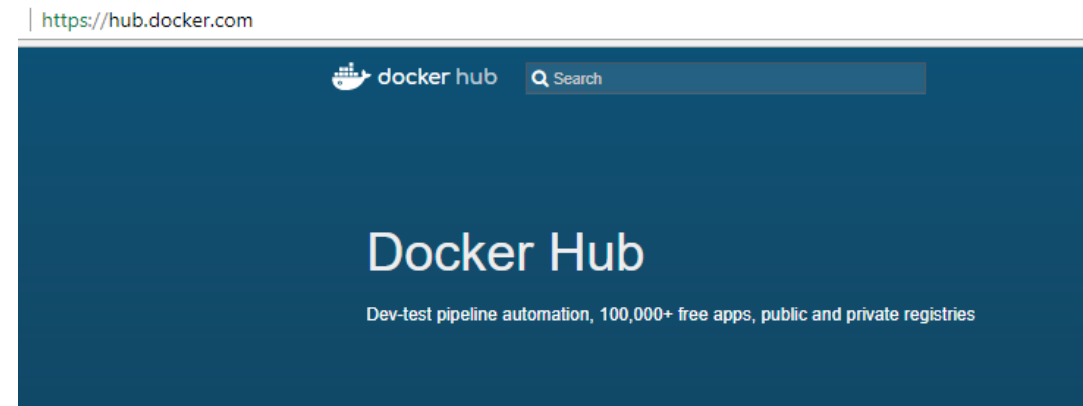 https://hub.docker.com
docker hub
Search
Docker Hub
Dev-test pipeline automation, 100,000+ free apps, public and private registries